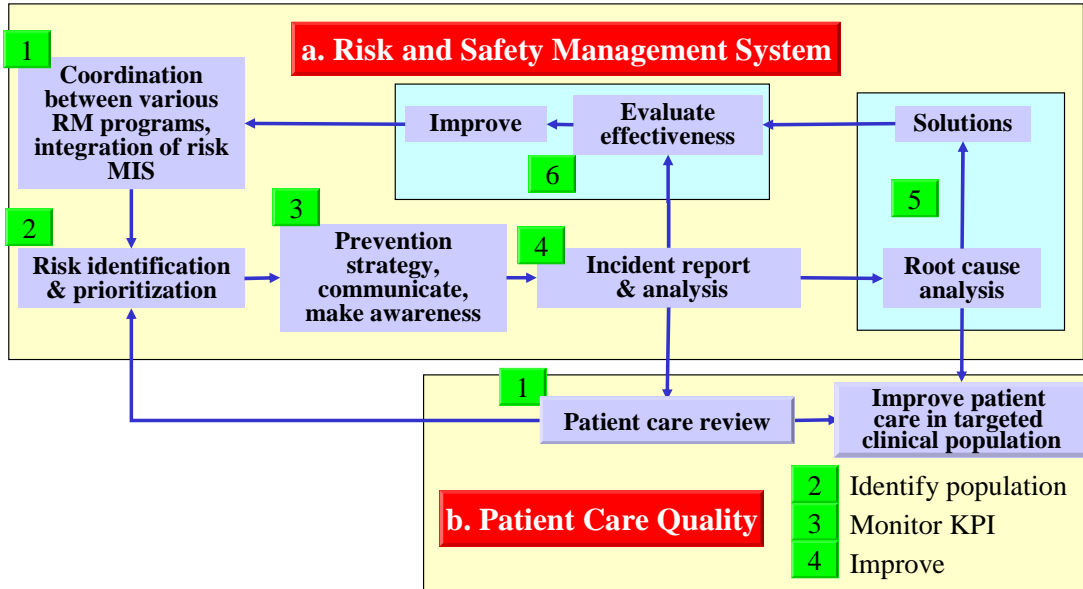 a. Risk and Safety Management System
1
Coordination
between various
RM programs,
integration of risk
MIS
Improve
Evaluate
effectiveness
Solutions
6
5
2
Risk identification
& prioritization
3
Prevention
strategy,
communicate,
make awareness
4
Incident report
& analysis
Root cause
analysis
1
Patient care review
Improve patient
care in targeted
clinical population
b. Patient Care Quality
2 Identify population
3 Monitor KPI
4 Improve